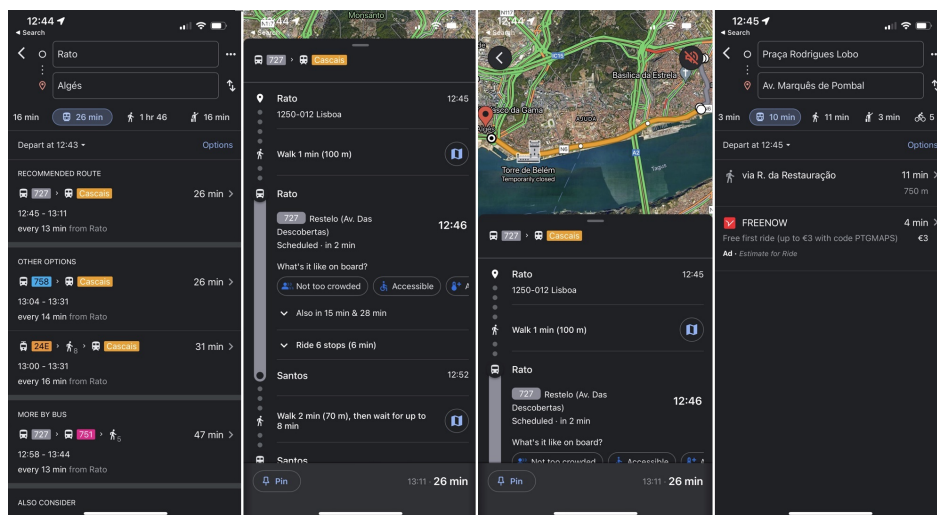 12:44
Search
Rato
Algés
16 min
26 min
1 hr 46
16 min
Depart at 12:43
Options
RECOMMENDED ROUTE
727 Cascais
26 min
12:45 - 13:11
every 13 min from Rato
OTHER OPTIONS
758 Cascais
26 min
13:04 - 13:31
every 14 min from Rato
24E 8 Cascais
31 min
13:00 - 13:31
every 16 min from Rato
MORE BY BUS
727 751 5
47 min
12:58 - 13:44
every 13 min from Rato
ALSO CONSIDER
12:44
Search
Monsanto
727 Cascais
Rato
12:45
1250-012 Lisboa
Walk 1 min (100 m)
Rato
727 Restelo (Av. Das
Descobertas)
12:46
Scheduled · in 2 min
What's it like on board?
Not too crowded
Accessible
A
Also in 15 min & 28 min
Ride 6 stops (6 min)
Santos
12:52
Walk 2 min (70 m), then wait for up to
8 min
Santos
Pin
13:11 · 26 min
12:44
Search
N117
IC15
Basílica da Estrela
Vasco da Gama
AJUDA
Algés
N6
A2
Torre de Belém
Temporarily closed
Tagus
727 Cascais
Rato
12:45
1250-012 Lisboa
Walk 1 min (100 m)
Rato
727 Restelo (Av. Das
Descobertas)
12:46
Scheduled · in 2 min
What's it like on board?
Not too crowded
Accessible
Pin
13:11 · 26 min
12:45
Search
Praça Rodrigues Lobo
Av. Marquês de Pombal
3 min
10 min
11 min
3 min
5
Depart at 12:45
Options
via R. da Restauração
11 min
750 m
FREENOW
4 min
Free first ride (up to €3 with code PTGMAPS)
€3
Ad · Estimate for Ride